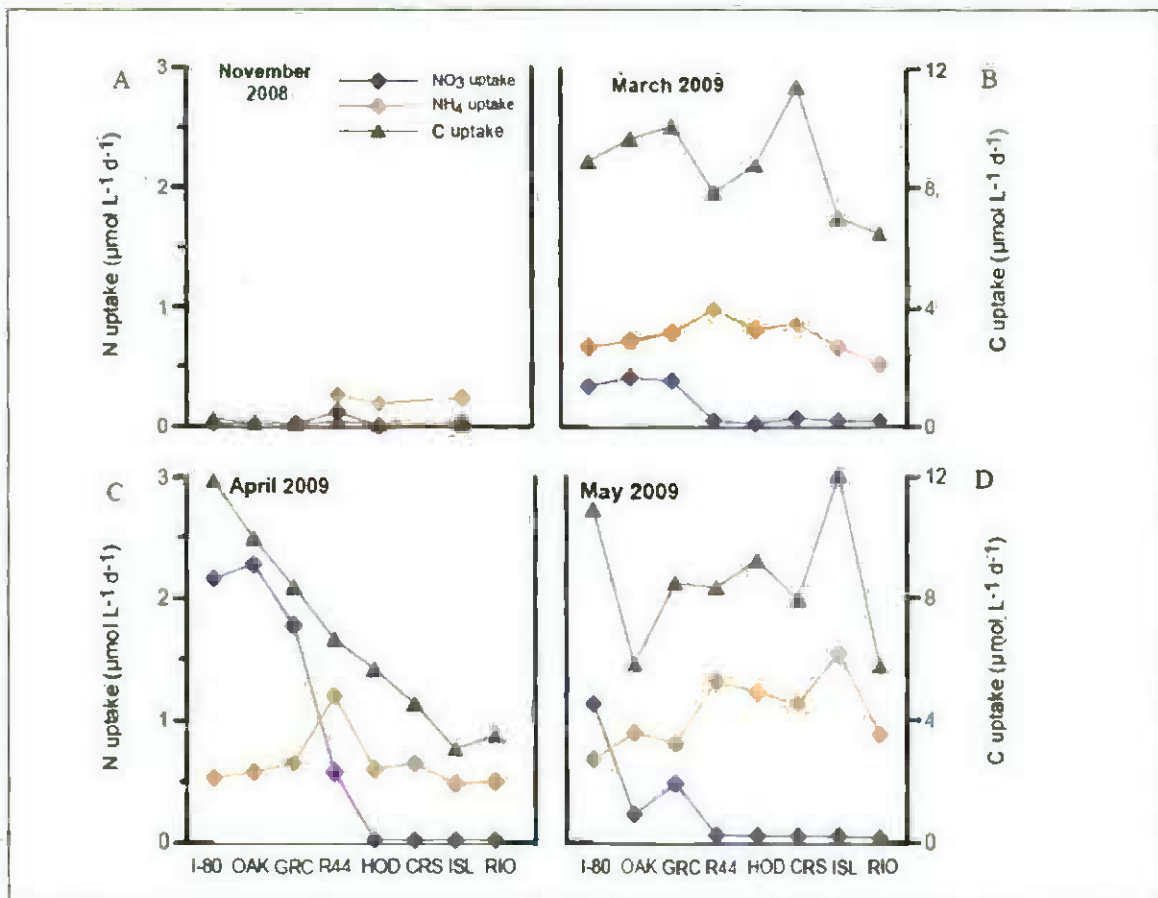 A
November
2008
NO3 uptake
NH4 uptake
C uptake
3
2
1
0
N uptake (µmol L-1 d-1)
March 2009
B
12
8
4
0
C uptake (µmol L-1 d-1)
C
April 2009
3
2
1
0
N uptake (µmol L-1 d-1)
I-80 OAK GRC R44 HOD CRS ISL RIO
May 2009
D
12
8
4
0
C uptake (µmol L-1 d-1)
I-80 OAK GRC R44 HOD CRS ISL RIO